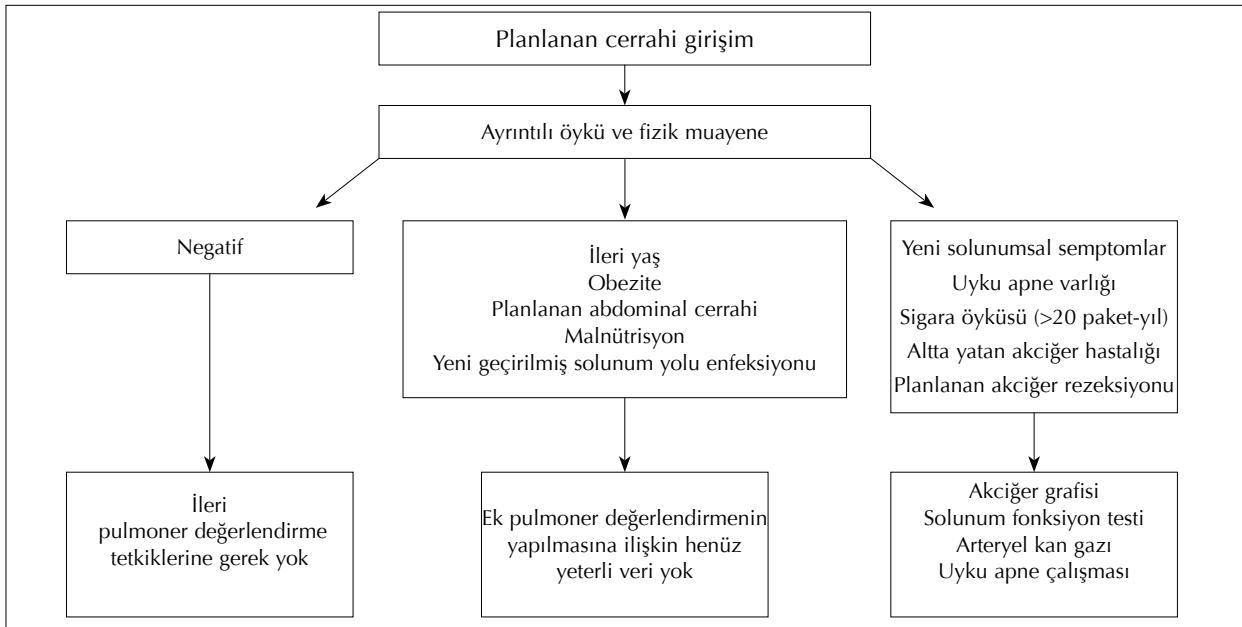 Planlanan cerrahi girişim
Ayrıntılı öykü ve fizik muayene
Negatif
İleri yaş
Obezite
Planlanan abdominal cerrahi
Malnütrisyon
Yeni geçirilmiş solunum yolu enfeksiyonu
Yeni solunumsal semptomlar
Uyku apne varlığı
Sigara öyküsü (>20 paket-yıl)
Altta yatan akciğer hastalığı
Planlanan akciğer rezeksiyonu
İleri
pulmoner değerlendirme
tetkiklerine gerek yok
Ek pulmoner değerlendirmenin
yapılmasına ilişkin henüz
yeterli veri yok
Akciğer grafisi
Solunum fonksiyon testi
Arteryel kan gazı
Uyku apne çalışması